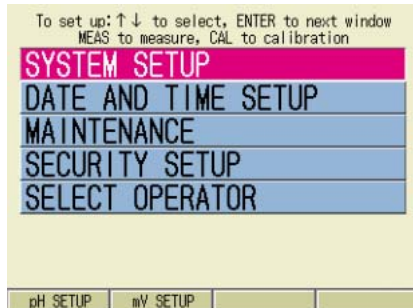 To set up:↑↓ to select, ENTER to next window
MEAS to measure, CAL to calibration
SYSTEM SETUP
DATE AND TIME SETUP
MAINTENANCE
SECURITY SETUP
SELECT OPERATOR
pH SETUP mV SETUP